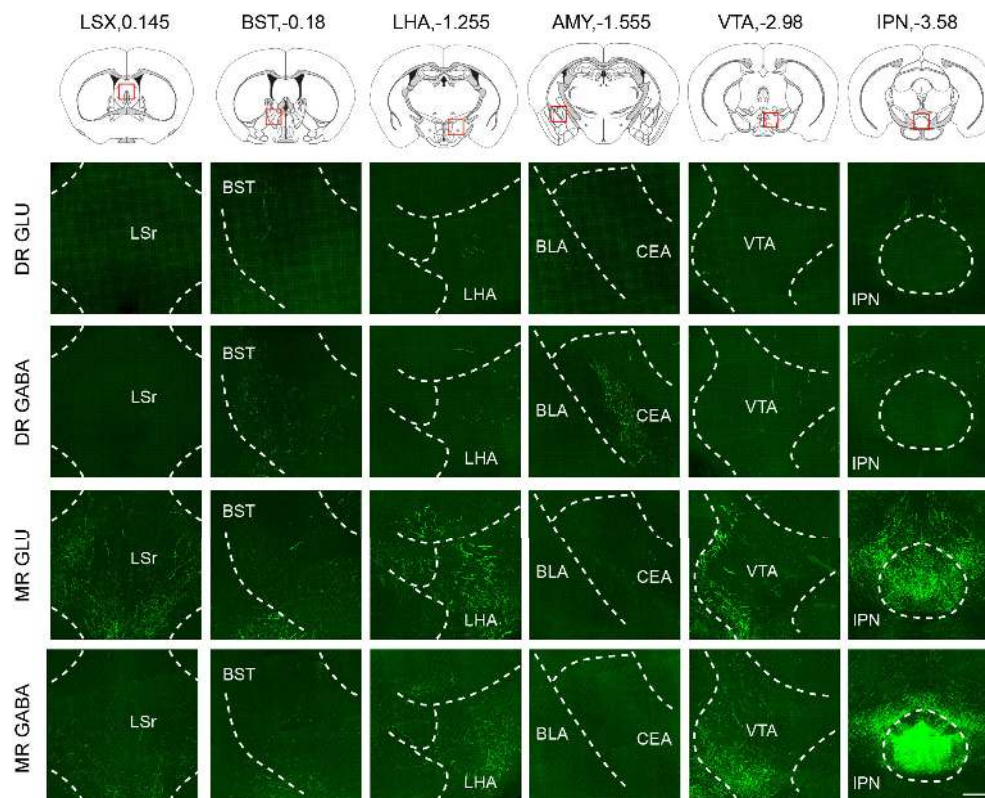 LSX,0.145 BST,-0.18 LHA,-1.255 AMY,-1.555 VTA,-2.98 IPN,-3.58
DR GLU
LSr BST LHA BLA CEA VTA IPN
DR GABA
LSr BST LHA BLA CEA VTA IPN
MR GLU
LSr BST LHA BLA CEA VTA IPN
MR GABA
LSr BST LHA BLA CEA VTA IPN